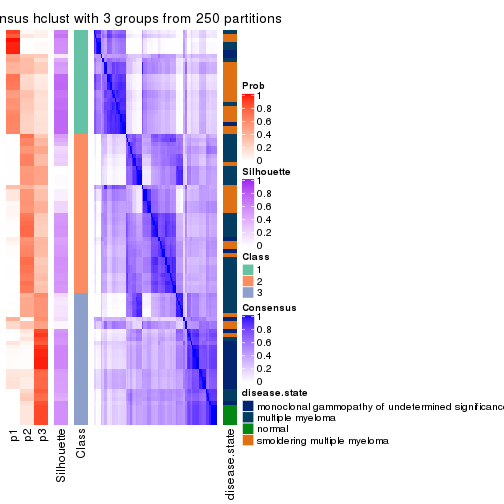 nsus hclust with 3 groups from 250 partitions
Prob
1
0.8
0.6
0.4
0.2
0
Silhouette
1
0.8
0.6
0.4
0.2
0
Class
1
2
3
Consensus
1
0.8
0.6
0.4
0.2
0
disease.state
monoclonal gammopathy of undetermined significance
multiple myeloma
normal
smoldering multiple myeloma
p1
p2
p3
Silhouette
Class
disease.state